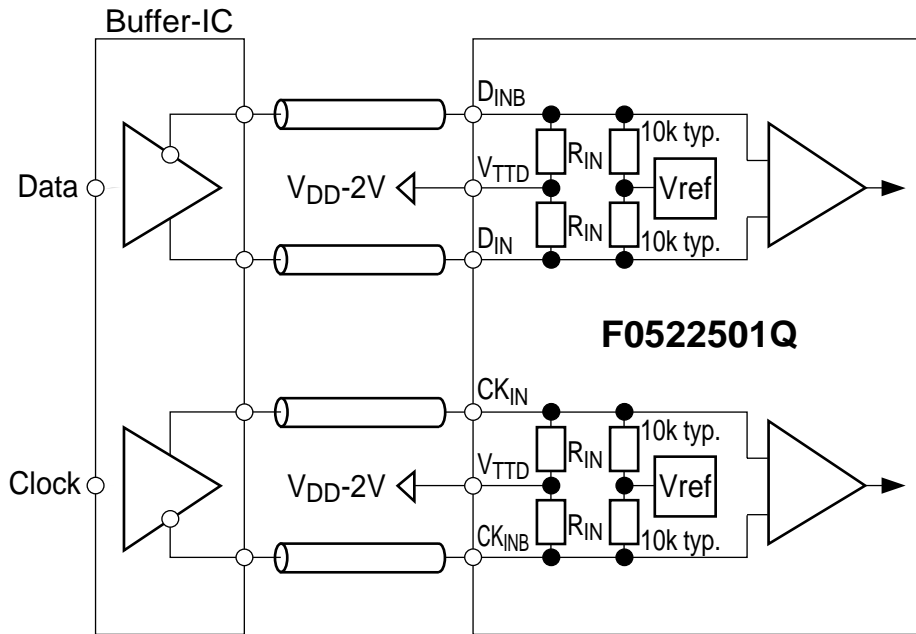 Buffer-IC
DINB
10k typ.
RIN
Data
VDD-2V
VTTD
Vref
RIN
DIN
10k typ.
F0522501Q
CKIN
10k typ.
RIN
Clock
VDD-2V
VTTD
Vref
RIN
CKINB
10k typ.